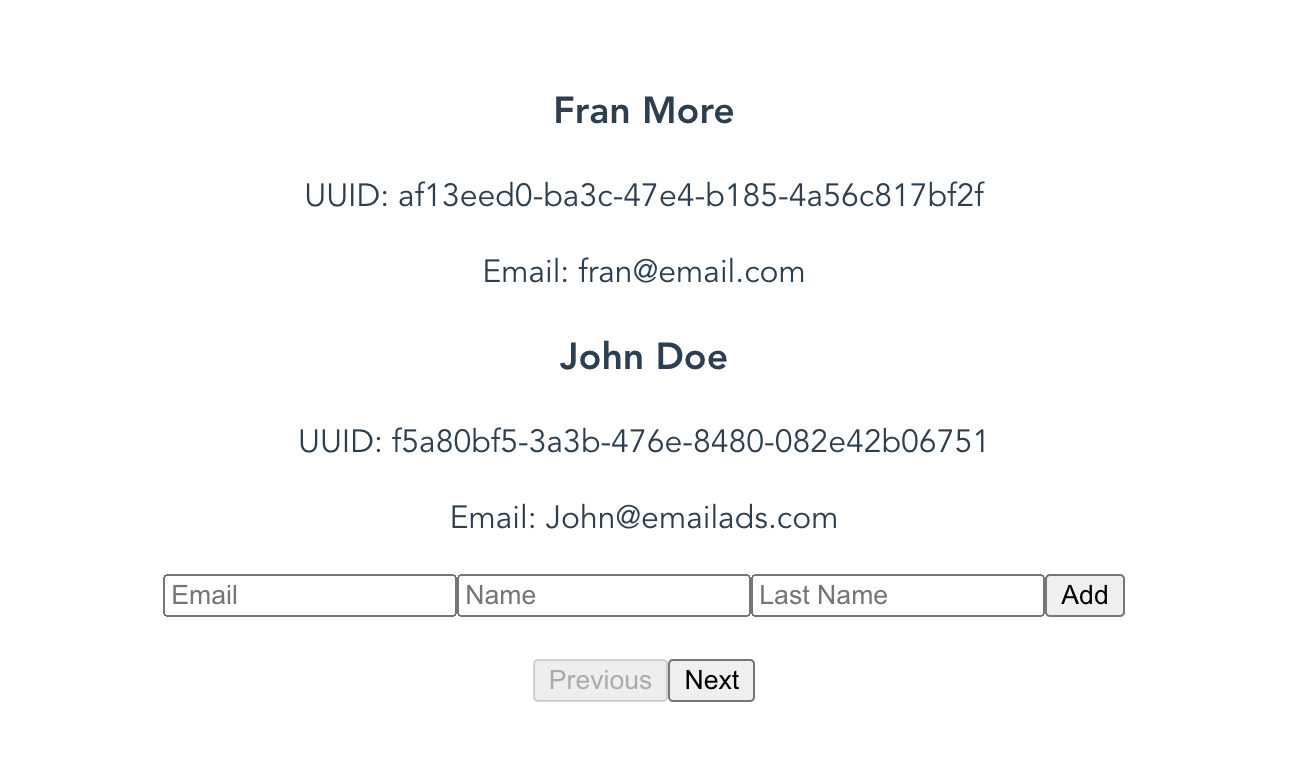 Fran More
UUID: af13eed0-ba3c-47e4-b185-4a56c817bf2f
Email: fran@email.com
John Doe
UUID: f5a80bf5-3a3b-476e-8480-082e42b06751
Email: John@emailads.com
Email Name Last Name Add
Previous Next